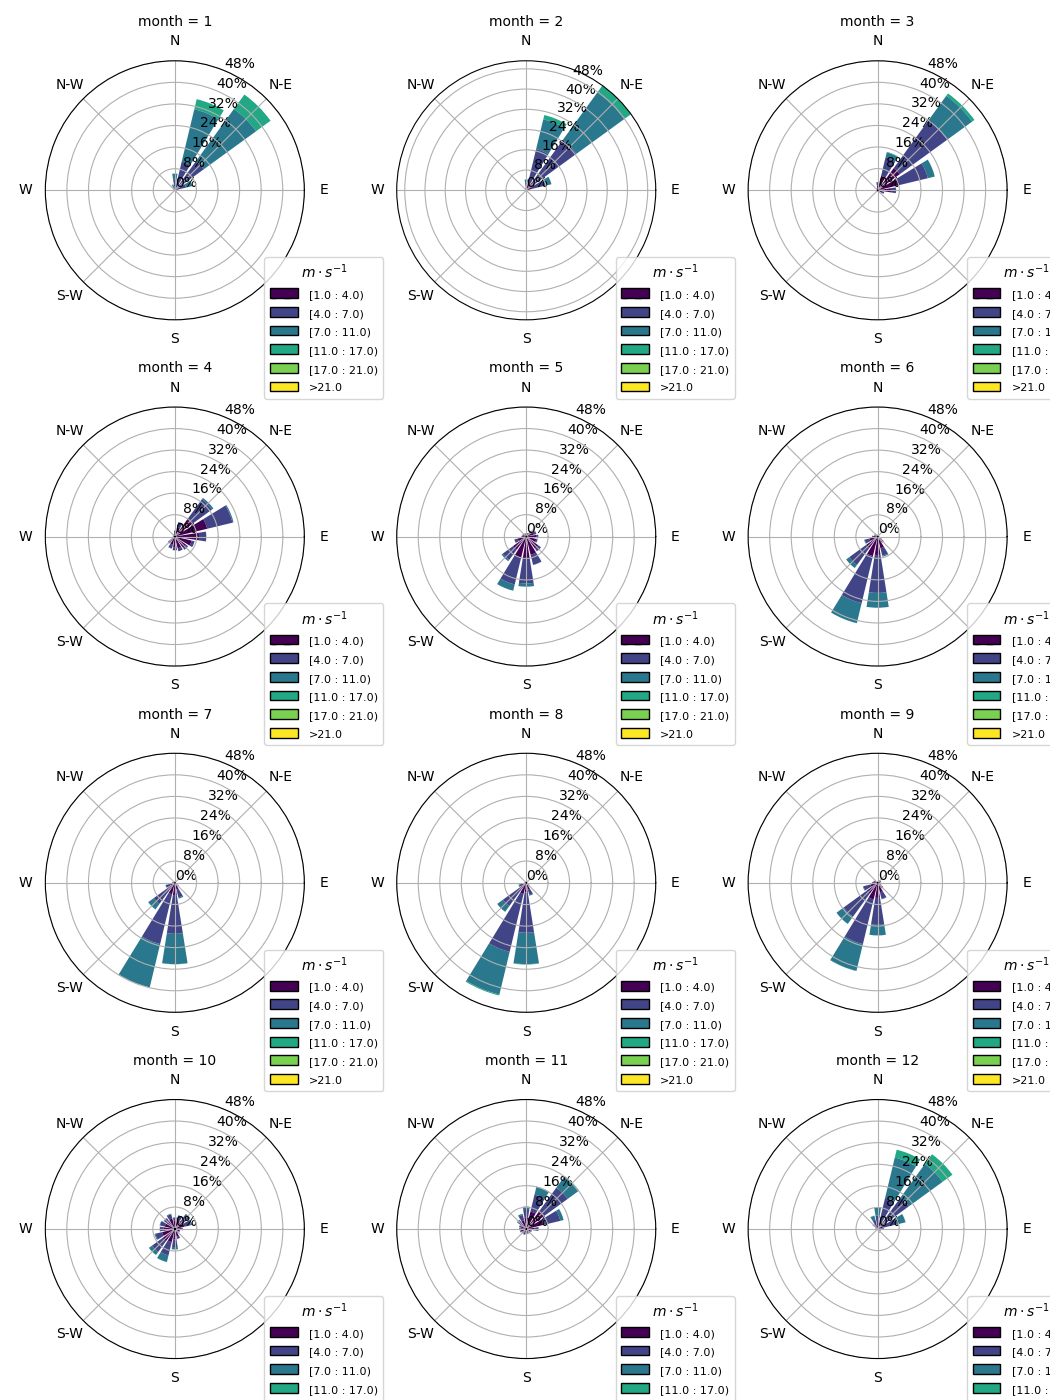 month = 1
N
N-W
N-E
W
E
S-W
S
48%
40%
32%
24%
16%
8%
0%
m · s⁻¹
[1.0 : 4.0)
[4.0 : 7.0)
[7.0 : 11.0)
[11.0 : 17.0)
[17.0 : 21.0)
>21.0
month = 2
N
N-W
N-E
W
E
S-W
S
48%
40%
32%
24%
16%
8%
0%
m · s⁻¹
[1.0 : 4.0)
[4.0 : 7.0)
[7.0 : 11.0)
[11.0 : 17.0)
[17.0 : 21.0)
>21.0
month = 3
N
N-W
N-E
W
E
S-W
S
48%
40%
32%
24%
16%
8%
0%
m · s⁻¹
[1.0 : 4
[4.0 : 7
[7.0 : 1
[11.0 :
[17.0 :
>21.0
month = 4
N
N-W
N-E
W
E
S-W
S
48%
40%
32%
24%
16%
8%
0%
m · s⁻¹
[1.0 : 4.0)
[4.0 : 7.0)
[7.0 : 11.0)
[11.0 : 17.0)
[17.0 : 21.0)
>21.0
month = 5
N
N-W
N-E
W
E
S-W
S
48%
40%
32%
24%
16%
8%
0%
m · s⁻¹
[1.0 : 4.0)
[4.0 : 7.0)
[7.0 : 11.0)
[11.0 : 17.0)
[17.0 : 21.0)
>21.0
month = 6
N
N-W
N-E
W
E
S-W
S
48%
40%
32%
24%
16%
8%
0%
m · s⁻¹
[1.0 : 4
[4.0 : 7
[7.0 : 1
[11.0 :
[17.0 :
>21.0
month = 7
N
N-W
N-E
W
E
S-W
S
48%
40%
32%
24%
16%
8%
0%
m · s⁻¹
[1.0 : 4.0)
[4.0 : 7.0)
[7.0 : 11.0)
[11.0 : 17.0)
[17.0 : 21.0)
>21.0
month = 8
N
N-W
N-E
W
E
S-W
S
48%
40%
32%
24%
16%
8%
0%
m · s⁻¹
[1.0 : 4.0)
[4.0 : 7.0)
[7.0 : 11.0)
[11.0 : 17.0)
[17.0 : 21.0)
>21.0
month = 9
N
N-W
N-E
W
E
S-W
S
48%
40%
32%
24%
16%
8%
0%
m · s⁻¹
[1.0 : 4
[4.0 : 7
[7.0 : 1
[11.0 :
[17.0 :
>21.0
month = 10
N
N-W
N-E
W
E
S-W
S
48%
40%
32%
24%
16%
8%
0%
m · s⁻¹
[1.0 : 4.0)
[4.0 : 7.0)
[7.0 : 11.0)
[11.0 : 17.0)
month = 11
N
N-W
N-E
W
E
S-W
S
48%
40%
32%
24%
16%
8%
0%
m · s⁻¹
[1.0 : 4.0)
[4.0 : 7.0)
[7.0 : 11.0)
[11.0 : 17.0)
month = 12
N
N-W
N-E
W
E
S-W
S
48%
40%
32%
24%
16%
8%
0%
m · s⁻¹
[1.0 : 4
[4.0 : 7
[7.0 : 1
[11.0 :